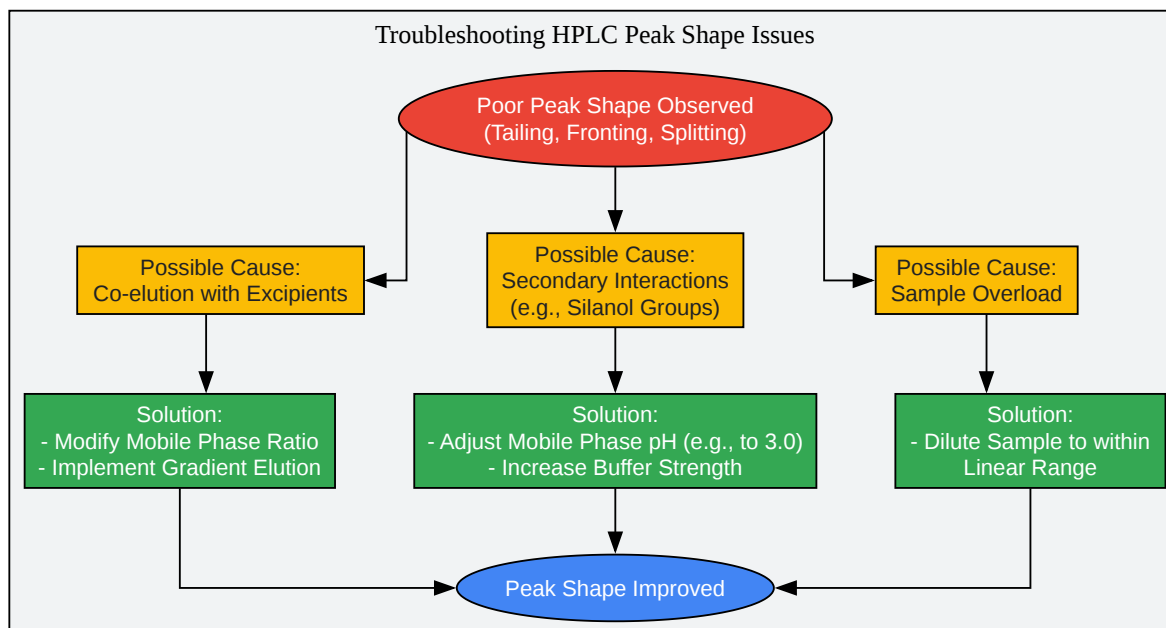 Troubleshooting HPLC Peak Shape Issues
Poor Peak Shape Observed
(Tailing, Fronting, Splitting)
Possible Cause:
Co-elution with Excipients
Possible Cause:
Secondary Interactions
(e.g., Silanol Groups)
Possible Cause:
Sample Overload
Solution:
- Modify Mobile Phase Ratio
- Implement Gradient Elution
Solution:
- Adjust Mobile Phase pH (e.g., to 3.0)
- Increase Buffer Strength
Solution:
- Dilute Sample to within
Linear Range
Peak Shape Improved